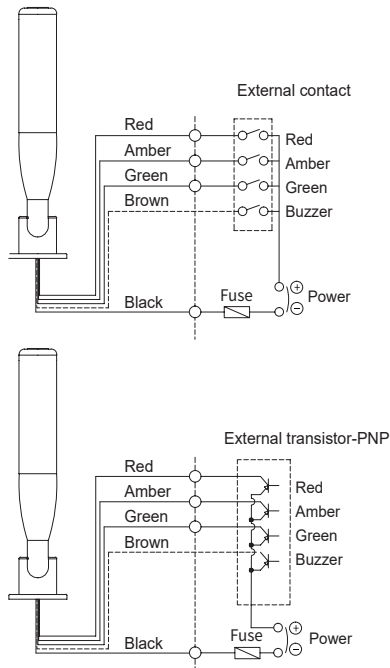 External contact
Red
Red
Amber
Amber
Green
Green
Brown
Buzzer
Black
Fuse
+
Power
−
External transistor-PNP
Red
Red
Amber
Amber
Green
Green
Brown
Buzzer
Black
Fuse
+
Power
−